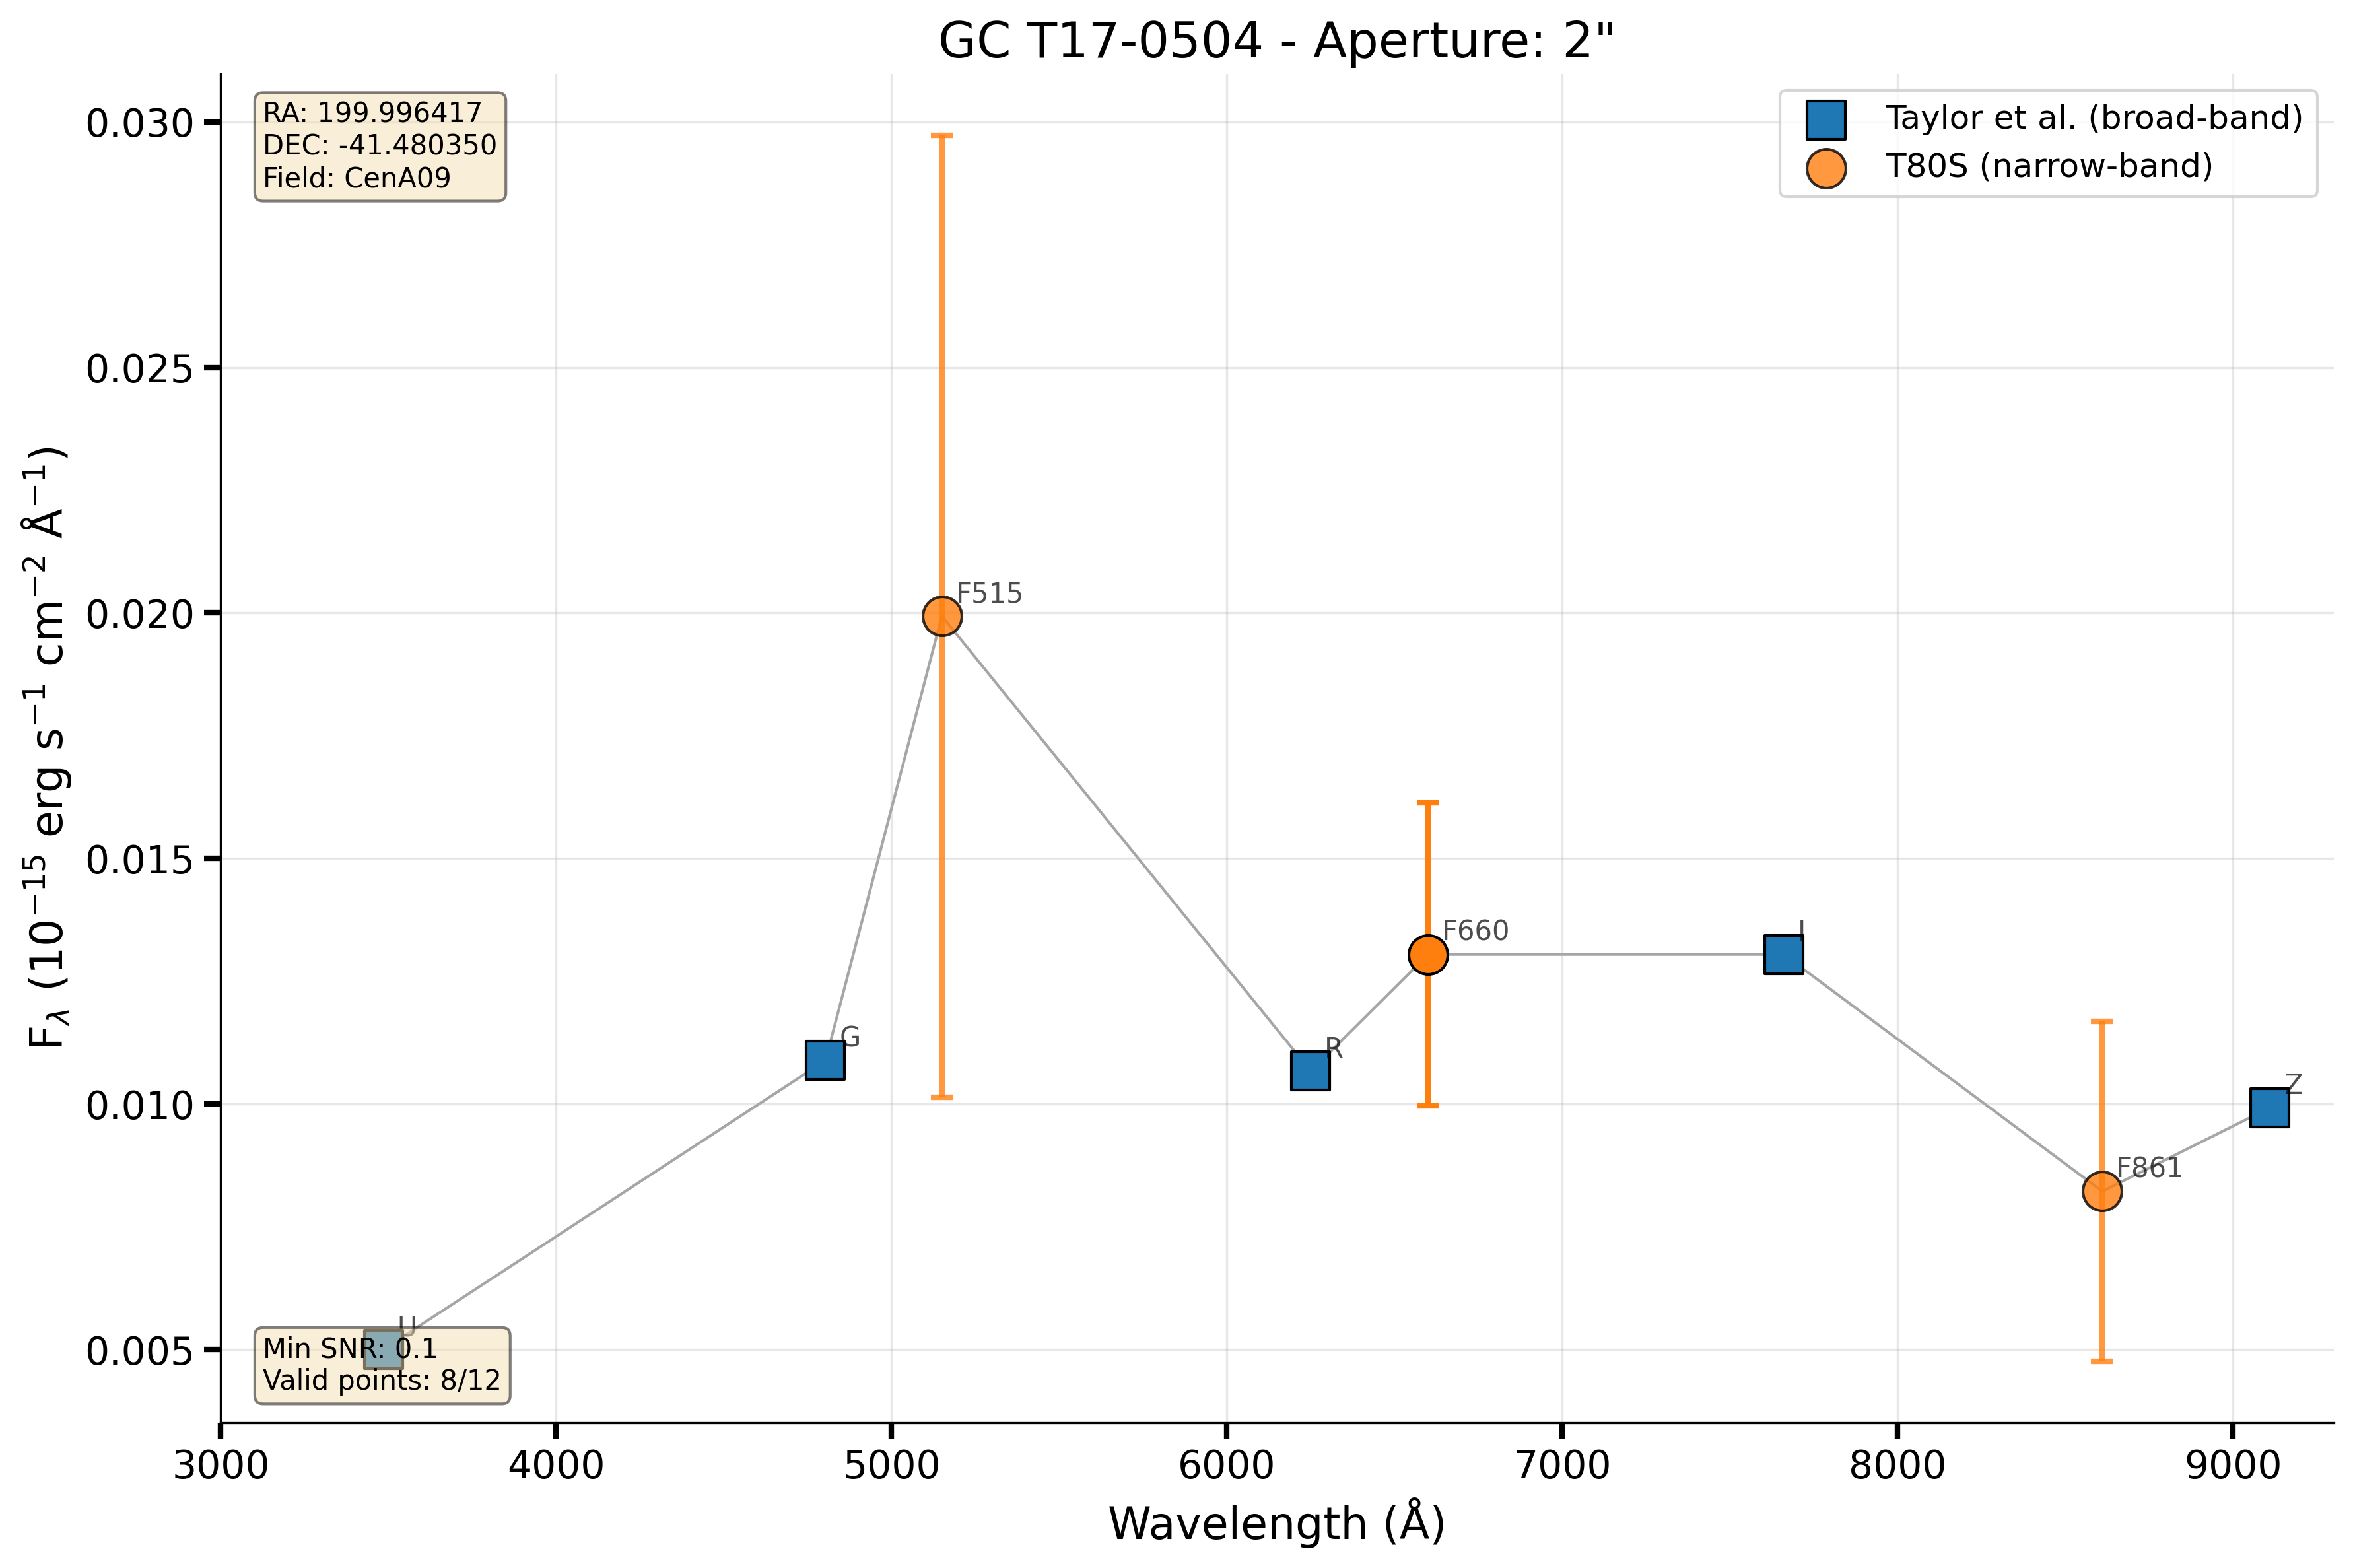 GC T17-0504 - Aperture: 2"
RA: 199.996417
DEC: -41.480350
Field: CenA09
Taylor et al. (broad-band)
T80S (narrow-band)
0.030
0.025
0.020
0.015
0.010
0.005
F_λ (10⁻¹⁵ erg s⁻¹ cm⁻² Å⁻¹)
F515
F660
I
G
R
Z
F861
U
Min SNR: 0.1
Valid points: 8/12
3000 4000 5000 6000 7000 8000 9000
Wavelength (Å)